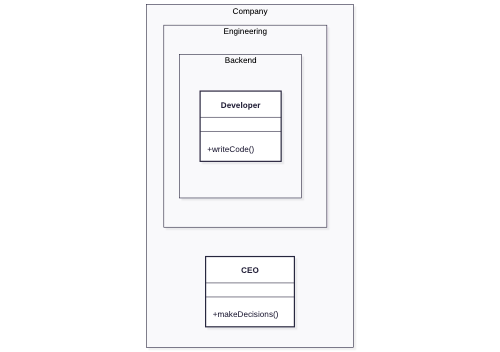 Company
Engineering
Backend
Developer
+writeCode()
CEO
+makeDecisions()